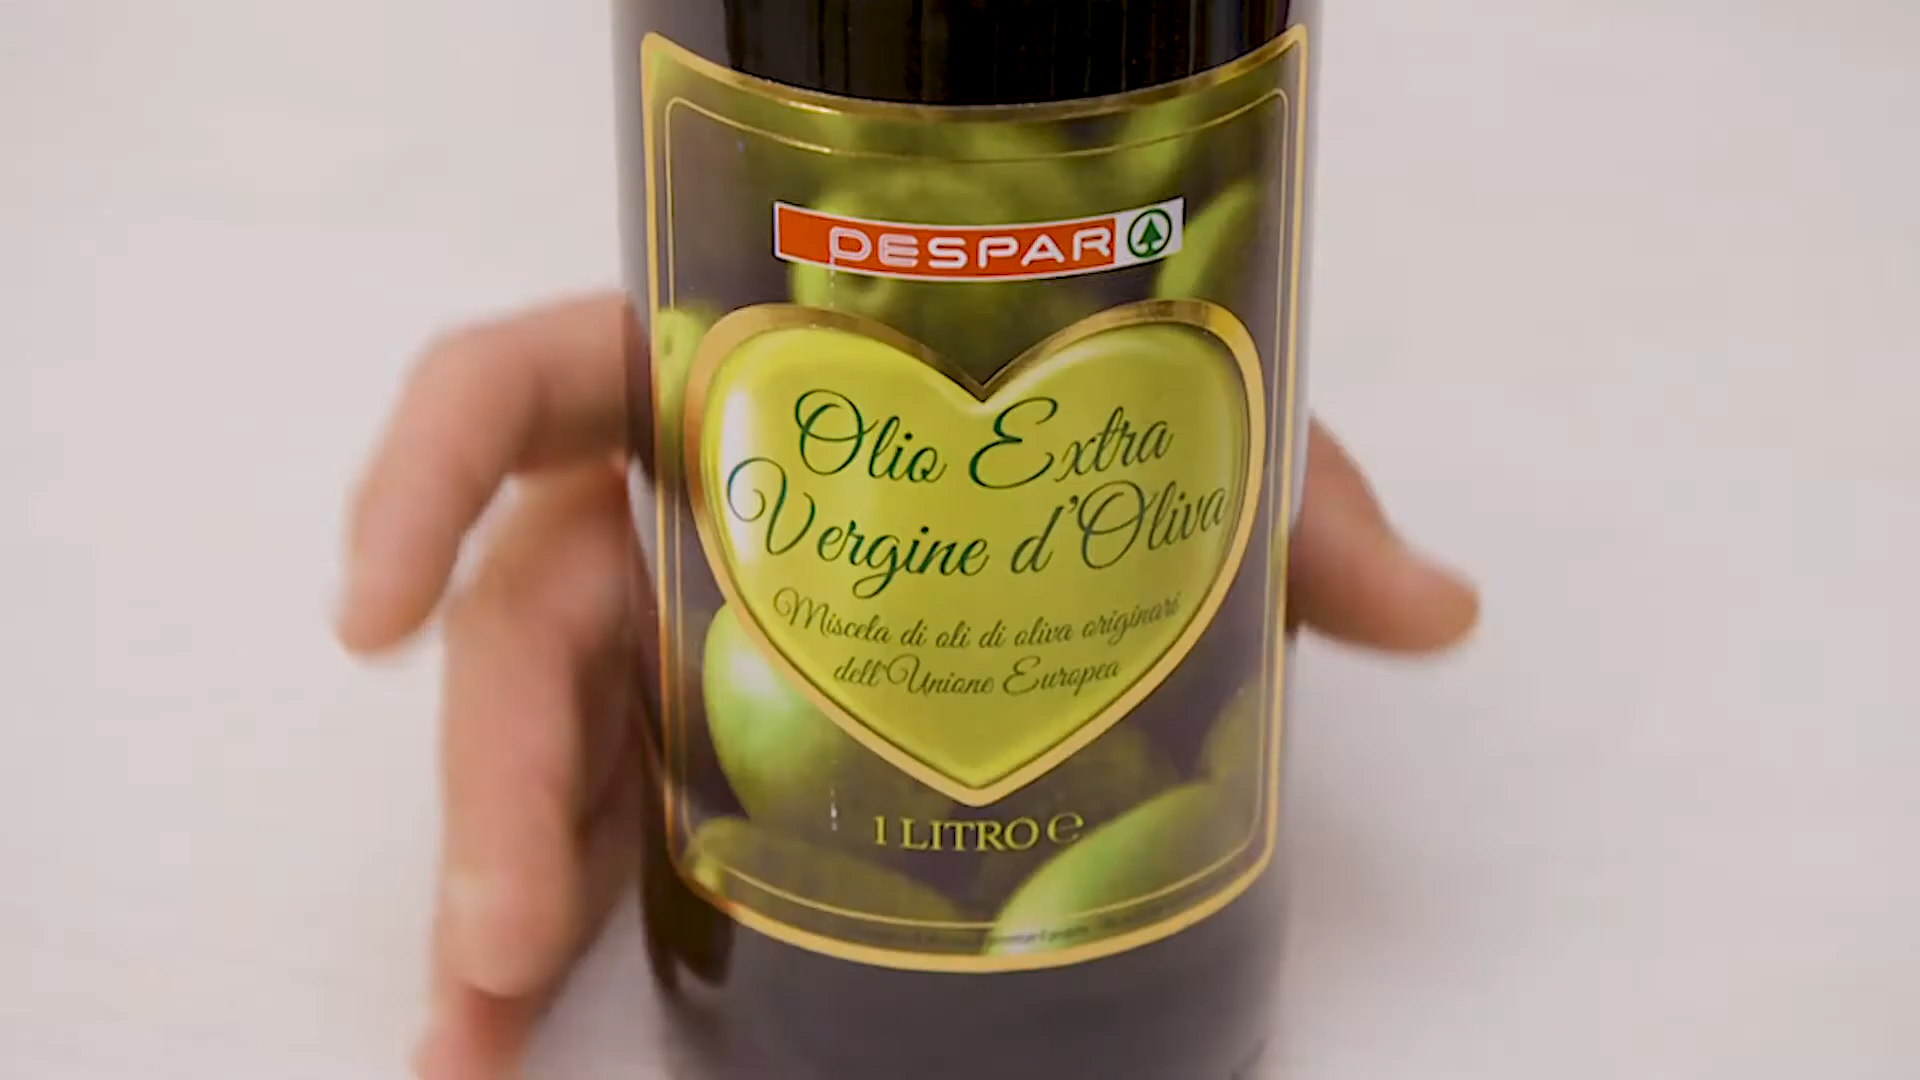 DESPAR
Olio Extra
Vergine d'Oliva
Miscela di oli di oliva originari
dell'Unione Europea
1 LITRO ℮